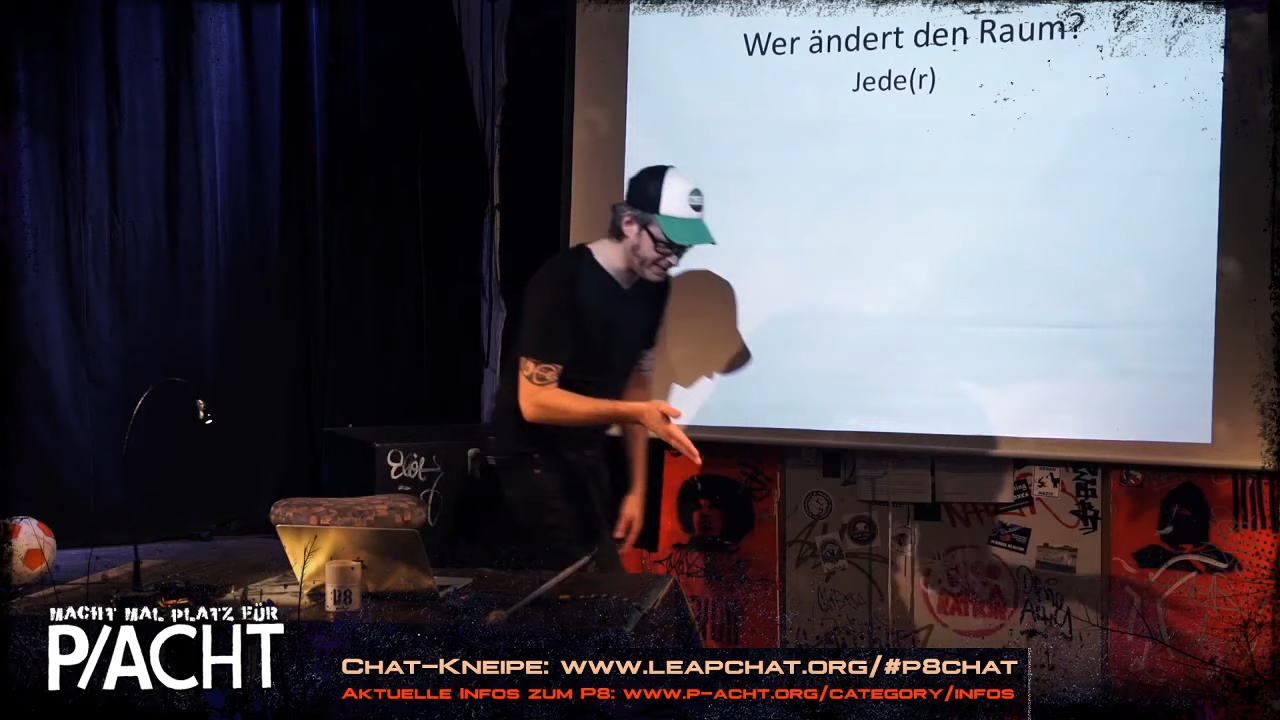 Wer ändert den Raum?
Jede(r)
P8
MACHT MAL PLATZ FÜR
P/ACHT
Chat-Kneipe: www.leapchat.org/#p8chat
Aktuelle Infos zum P8: www.p-acht.org/category/infos